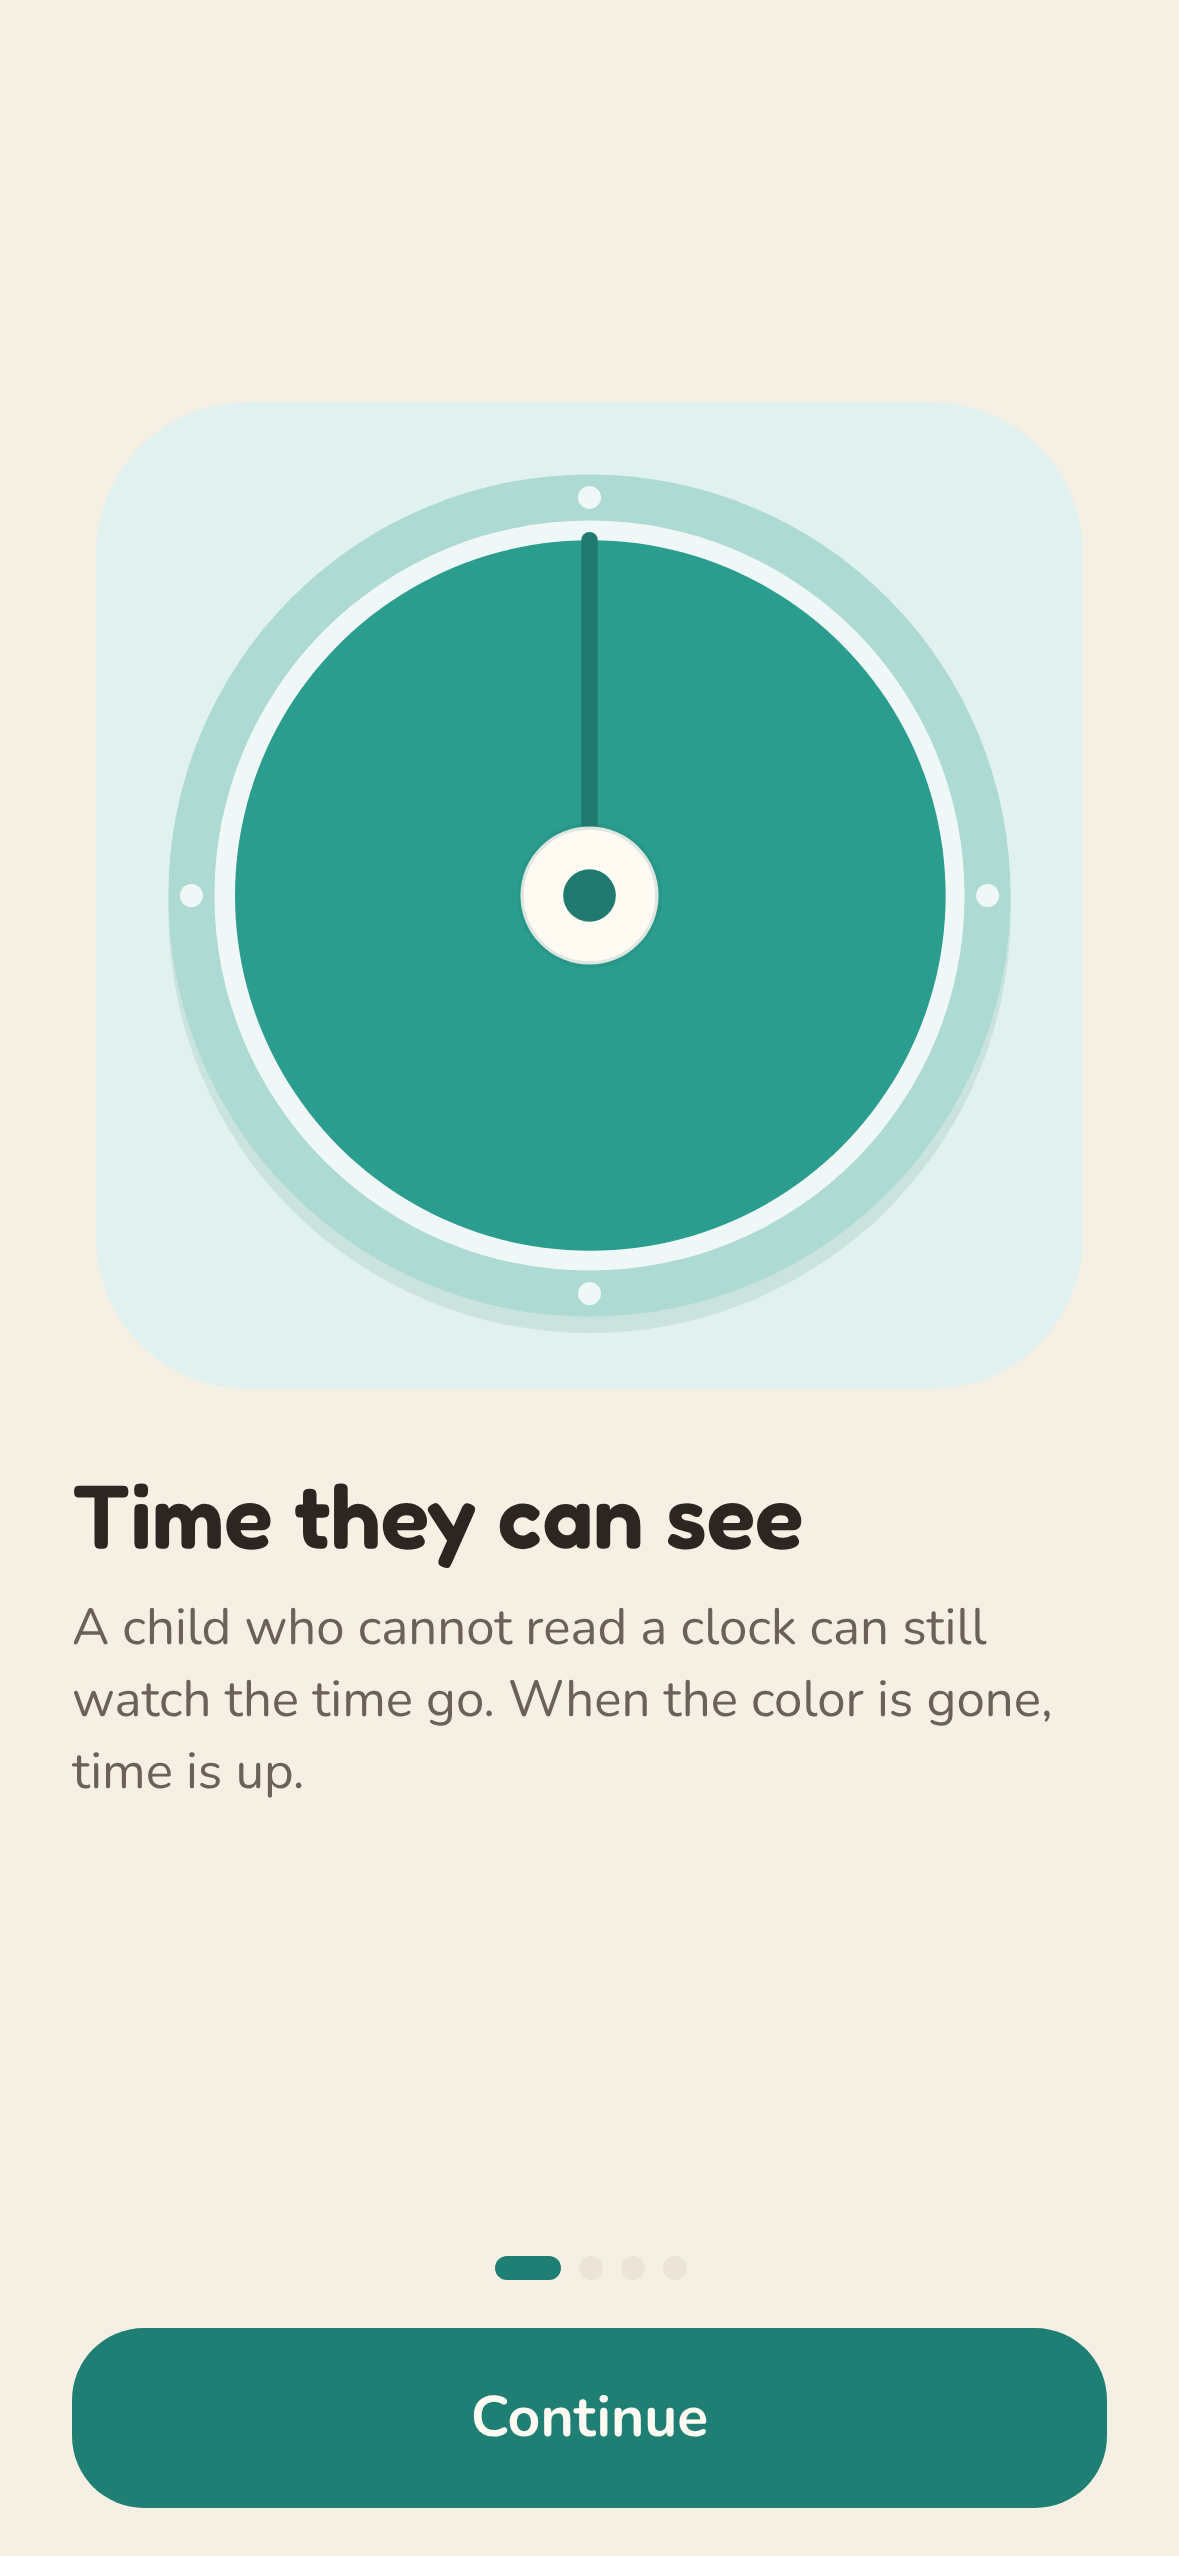 Time they can see
A child who cannot read a clock can still
watch the time go. When the color is gone,
time is up.
Continue